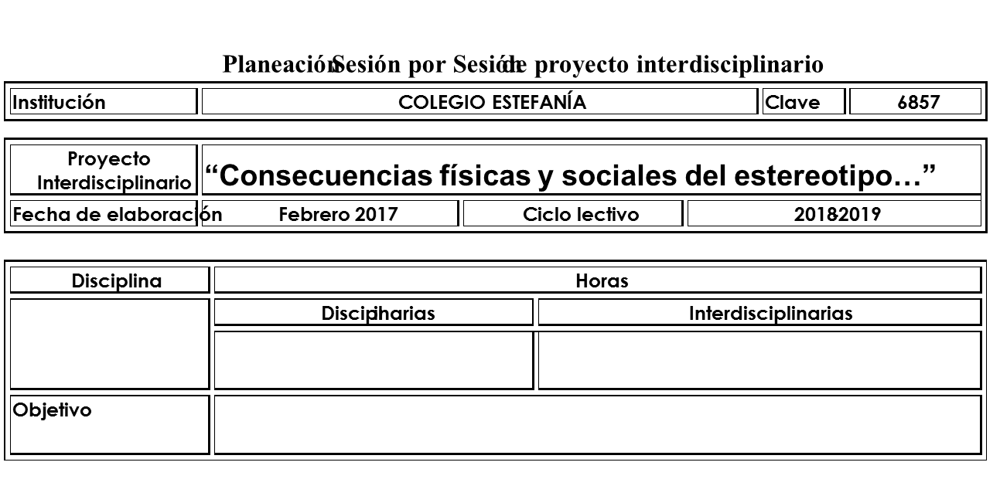 Planeación Sesión por Sesión de proyecto interdisciplinario
Institución COLEGIO ESTEFANÍA Clave 6857
Proyecto
Interdisciplinario “Consecuencias físicas y sociales del estereotipo…”
Fecha de elaboración Febrero 2017 Ciclo lectivo 2018-2019
Disciplina Horas
Disciplinarias Interdisciplinarias
Objetivo